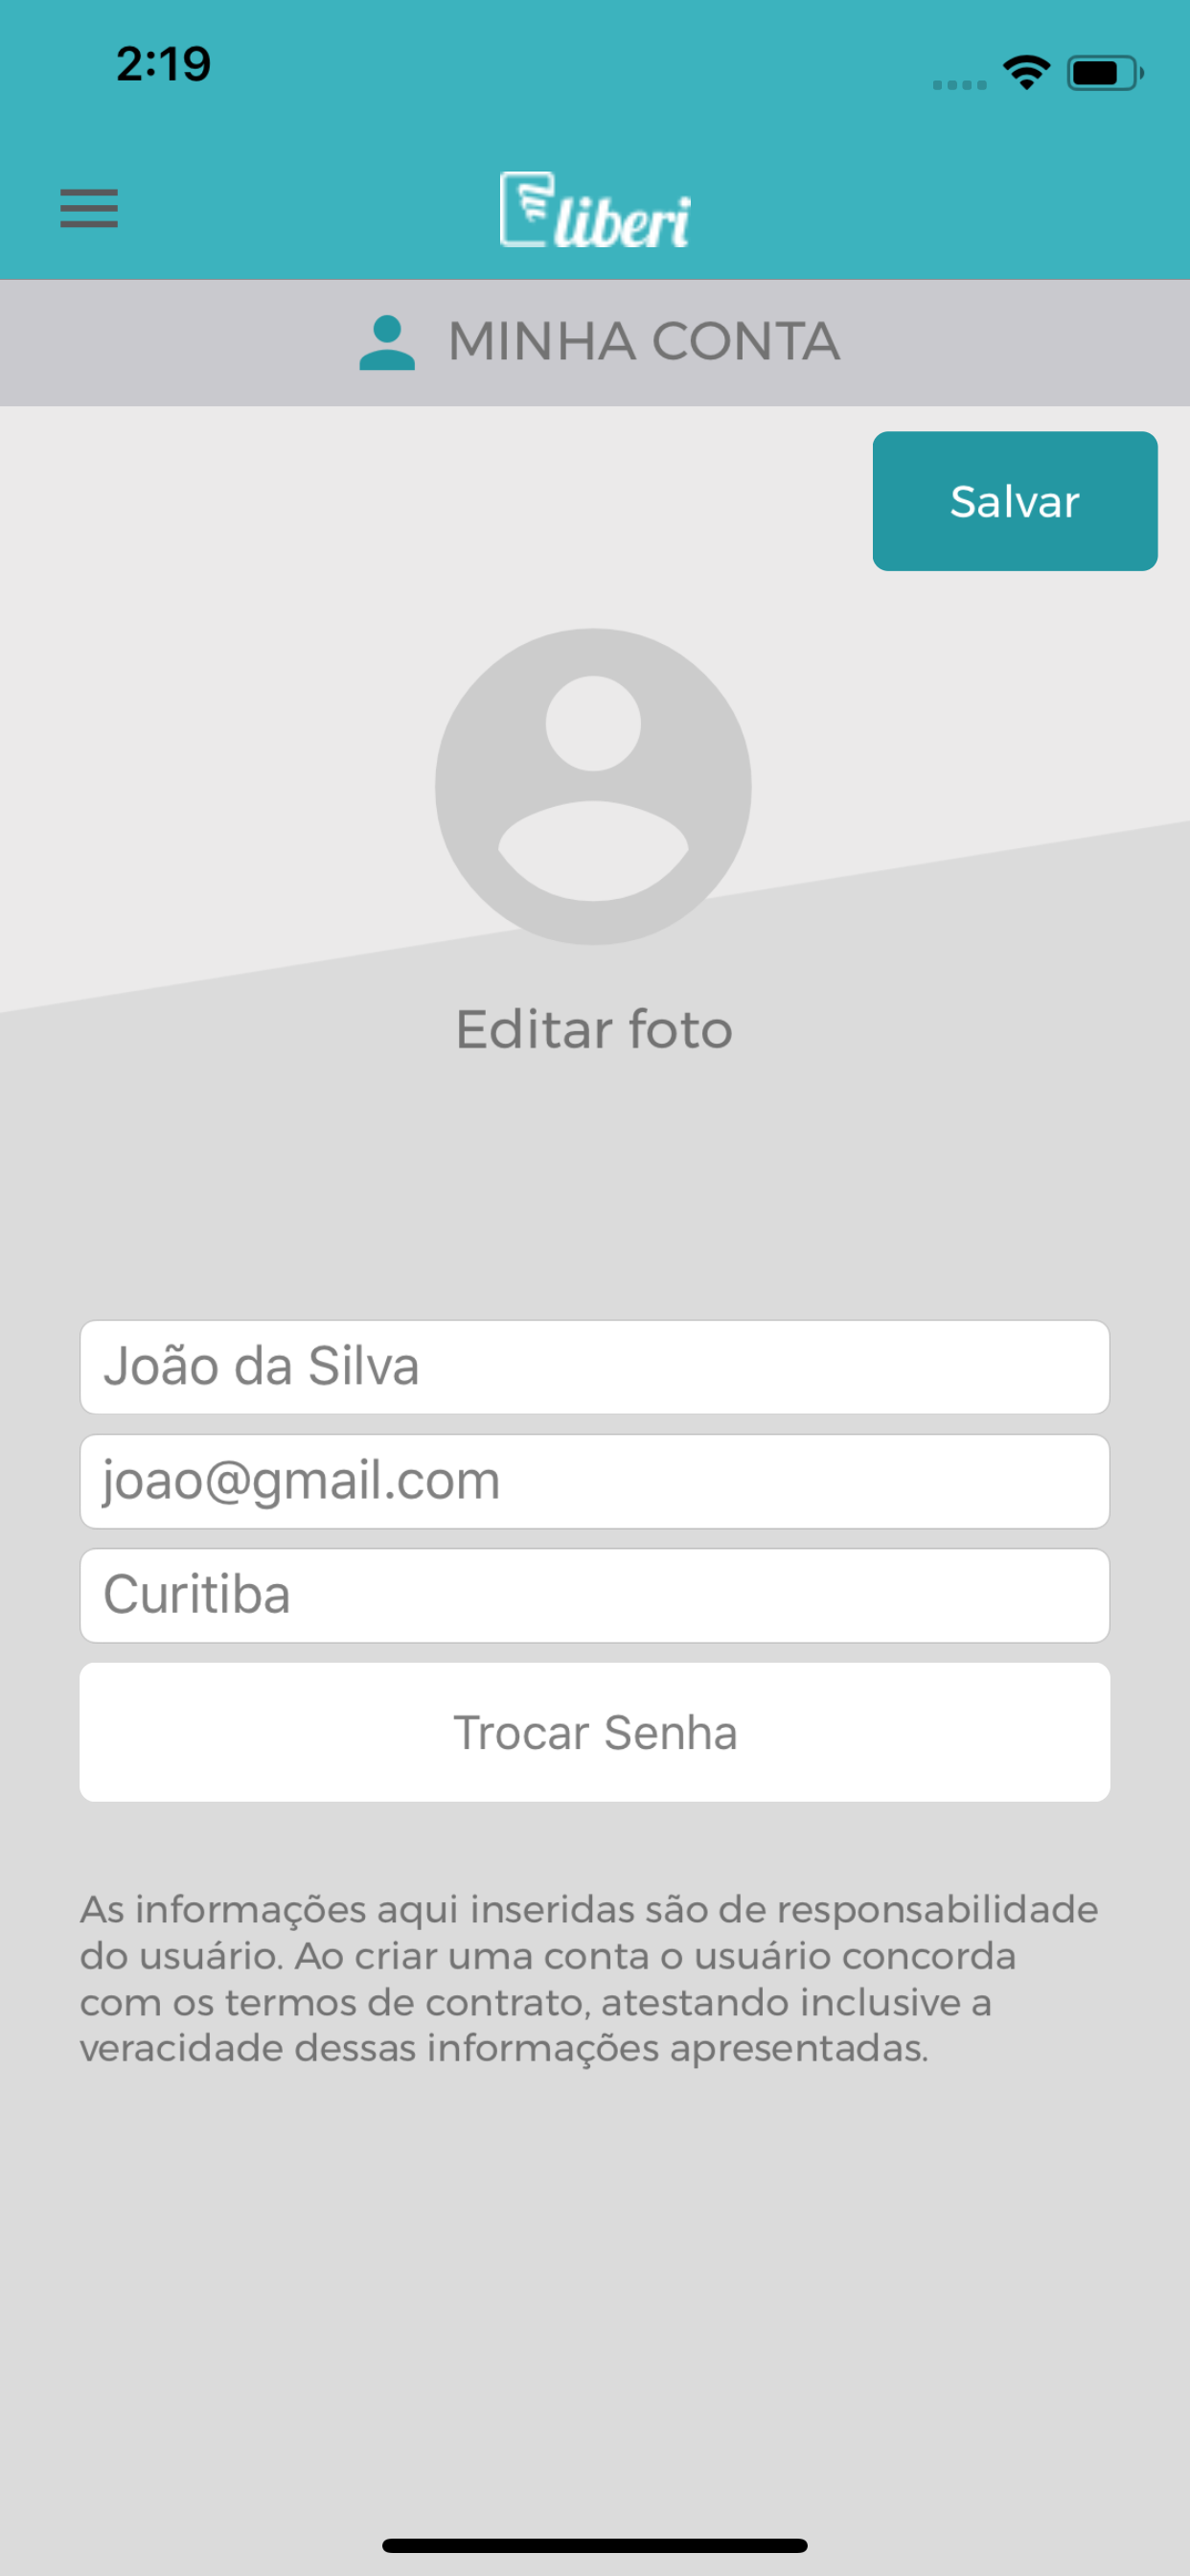 2:19
liberi
MINHA CONTA
Salvar
Editar foto
João da Silva
joao@gmail.com
Curitiba
Trocar Senha
As informações aqui inseridas são de responsabilidade
do usuário. Ao criar uma conta o usuário concorda
com os termos de contrato, atestando inclusive a
veracidade dessas informações apresentadas.